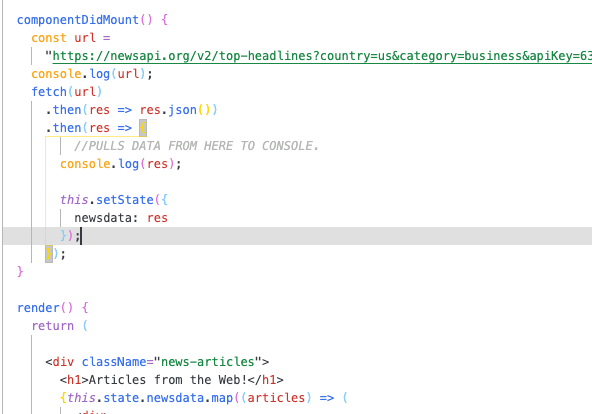 componentDidMount() {
const url =
"https://newsapi.org/v2/top-headlines?country=us&category=business&apiKey=63
console.log(url);
fetch(url)
.then(res => res.json())
.then(res => {
//PULLS DATA FROM HERE TO CONSOLE.
console.log(res);
this.setState({
newsdata: res
});
});
}
render() {
return (
<div className="news-articles">
<h1>Articles from the Web!</h1>
{this.state.newsdata.map((articles) => (
<div